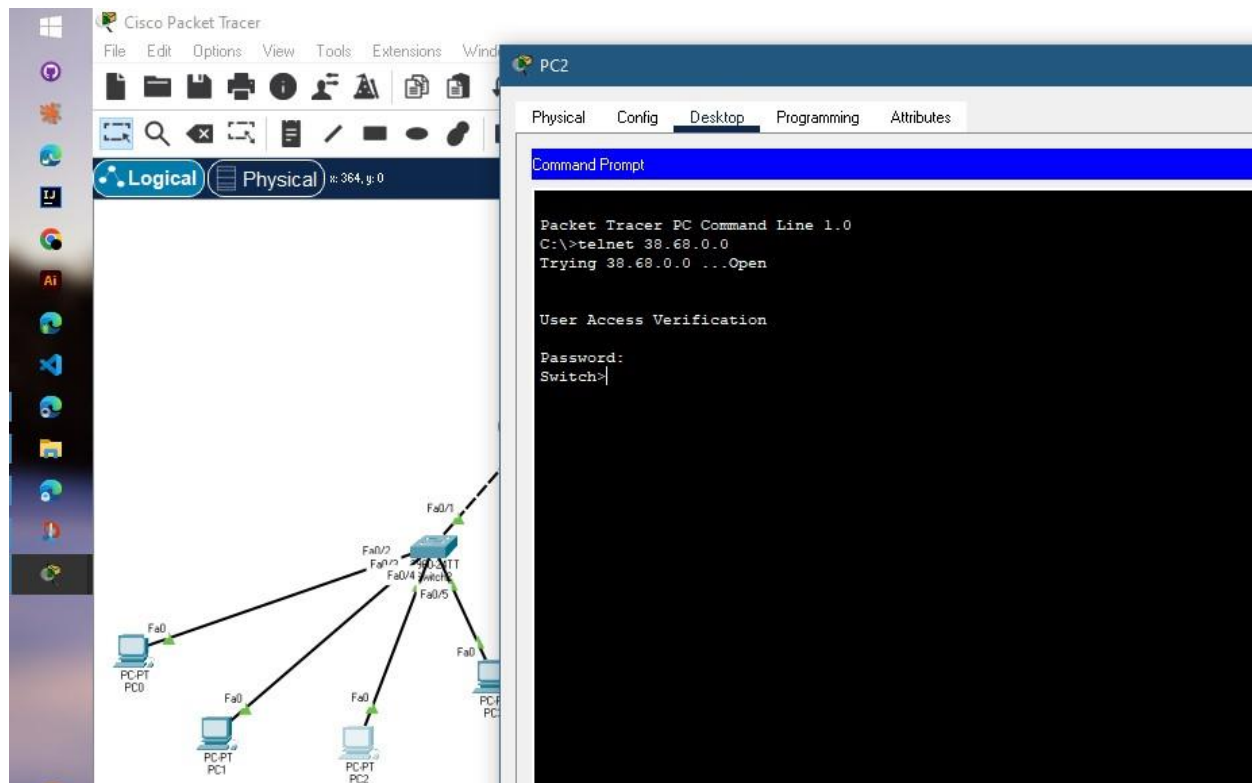 Cisco Packet Tracer
File Edit Options View Tools Extensions Wind
PC2
Physical Config Desktop Programming Attributes
Command Prompt
Logical Physical x: 364, y: 0
Packet Tracer PC Command Line 1.0
C:\>telnet 38.68.0.0
Trying 38.68.0.0 ...Open
User Access Verification
Password:
Switch>
Fa0/1
Fa0/2
Fa0/4
Fa0/5
Fa0
PC-PT
PC0
Fa0
PC-PT
PC1
Fa0
PC-PT
PC2
Fa0
IJ
Ai